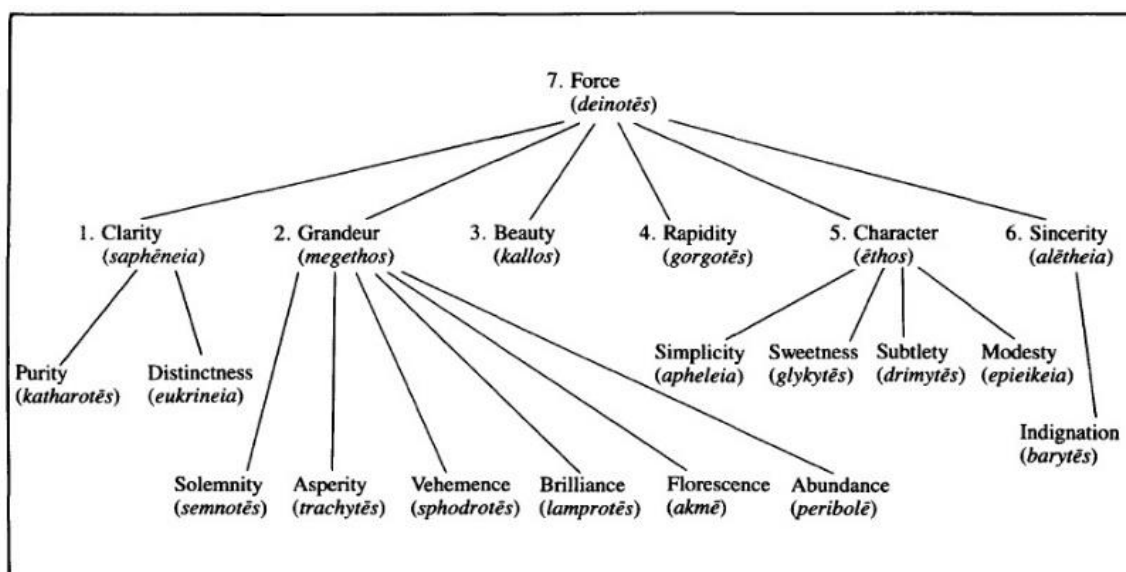 7. Force
(deinotēs)
1. Clarity
(saphēneia)
2. Grandeur
(megethos)
3. Beauty
(kallos)
4. Rapidity
(gorgotēs)
5. Character
(ēthos)
6. Sincerity
(alētheia)
Purity
(katharotēs)
Distinctness
(eukrineia)
Simplicity
(apheleia)
Sweetness
(glykytēs)
Subtlety
(drimytēs)
Modesty
(epieikeia)
Indignation
(barytēs)
Solemnity
(semnotēs)
Asperity
(trachytēs)
Vehemence
(sphodrotēs)
Brilliance
(lamprotēs)
Florescence
(akmē)
Abundance
(peribolē)